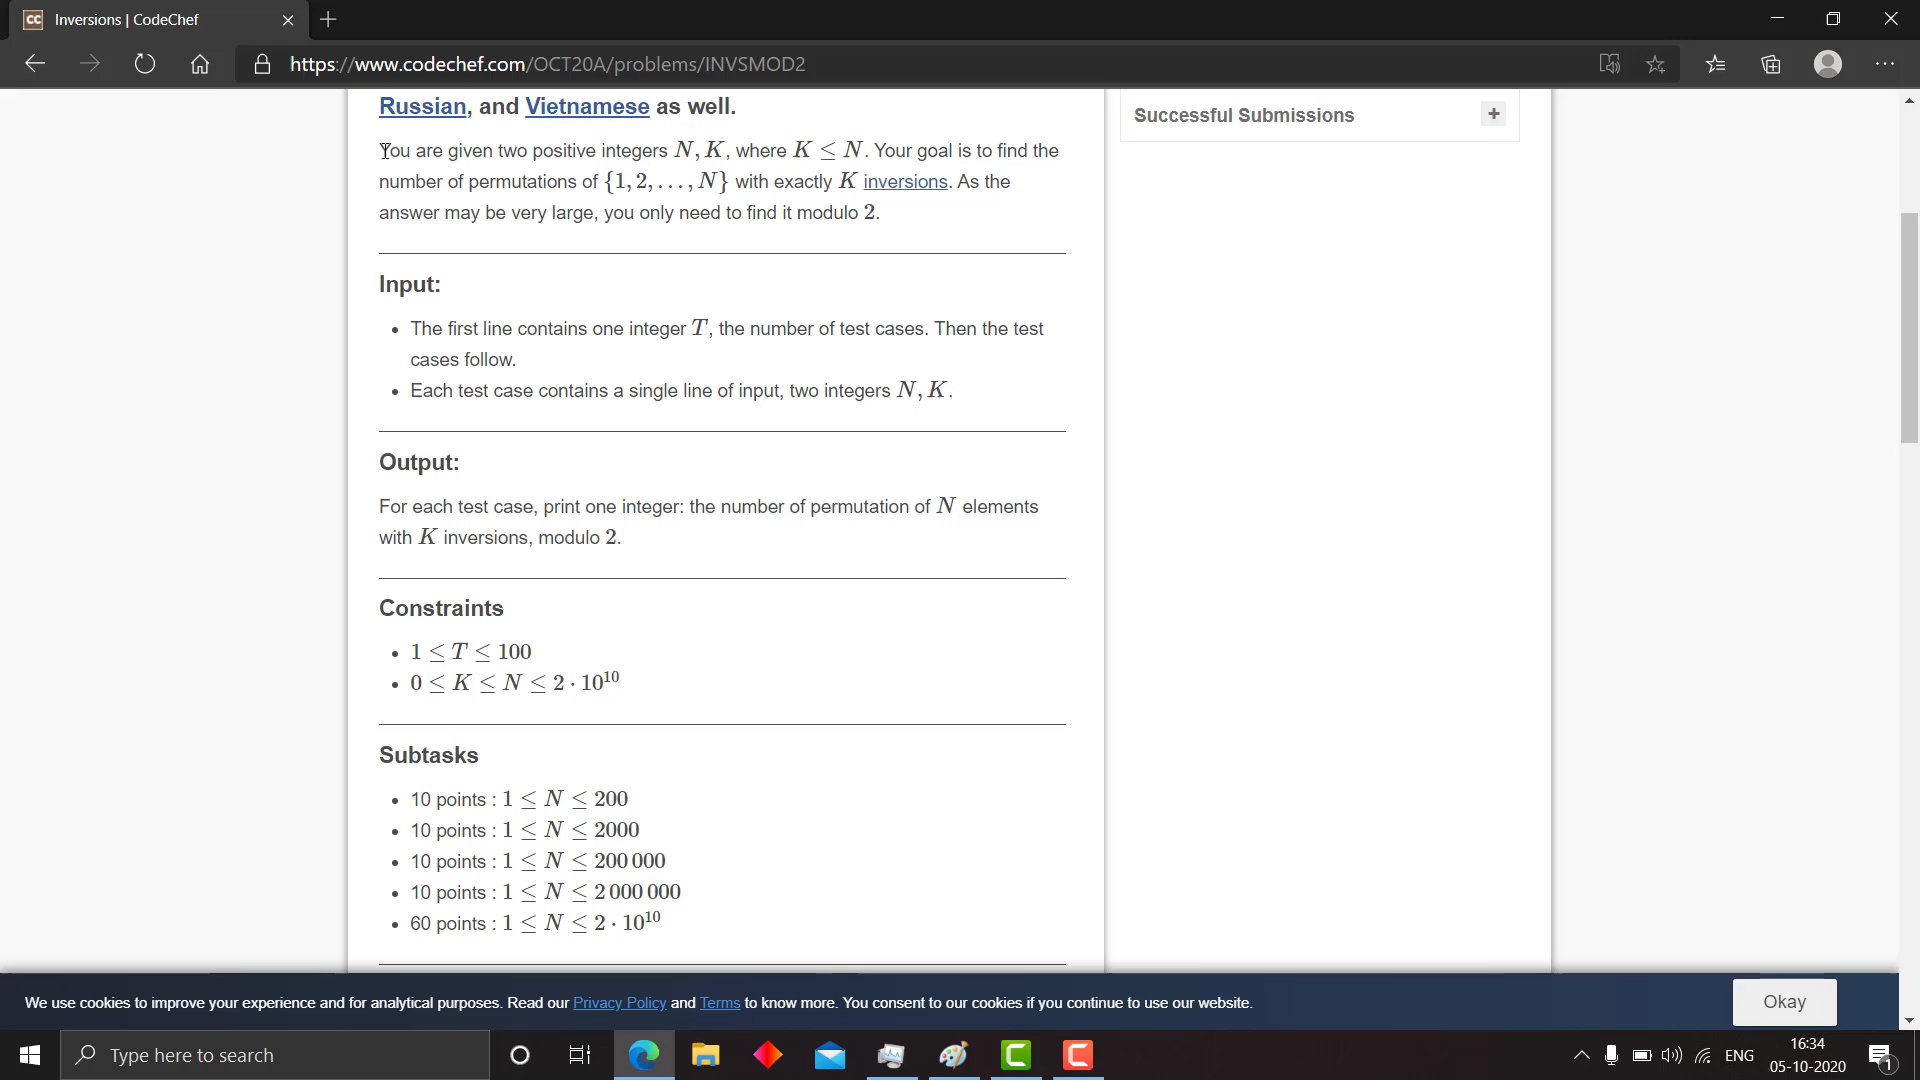 Inversions | CodeChef
https://www.codechef.com/OCT20A/problems/INVSMOD2
Russian, and Vietnamese as well.
Successful Submissions +
You are given two positive integers N, K, where K ≤ N. Your goal is to find the
number of permutations of {1, 2, …, N} with exactly K inversions. As the
answer may be very large, you only need to find it modulo 2.
Input:
• The first line contains one integer T, the number of test cases. Then the test
cases follow.
• Each test case contains a single line of input, two integers N, K.
Output:
For each test case, print one integer: the number of permutation of N elements
with K inversions, modulo 2.
Constraints
• 1 ≤ T ≤ 100
• 0 ≤ K ≤ N ≤ 2 · 10^10
Subtasks
• 10 points : 1 ≤ N ≤ 200
• 10 points : 1 ≤ N ≤ 2000
• 10 points : 1 ≤ N ≤ 200 000
• 10 points : 1 ≤ N ≤ 2 000 000
• 60 points : 1 ≤ N ≤ 2 · 10^10
We use cookies to improve your experience and for analytical purposes. Read our Privacy Policy and Terms to know more. You consent to our cookies if you continue to use our website.
Okay
Type here to search
ENG
16:34
05-10-2020
1